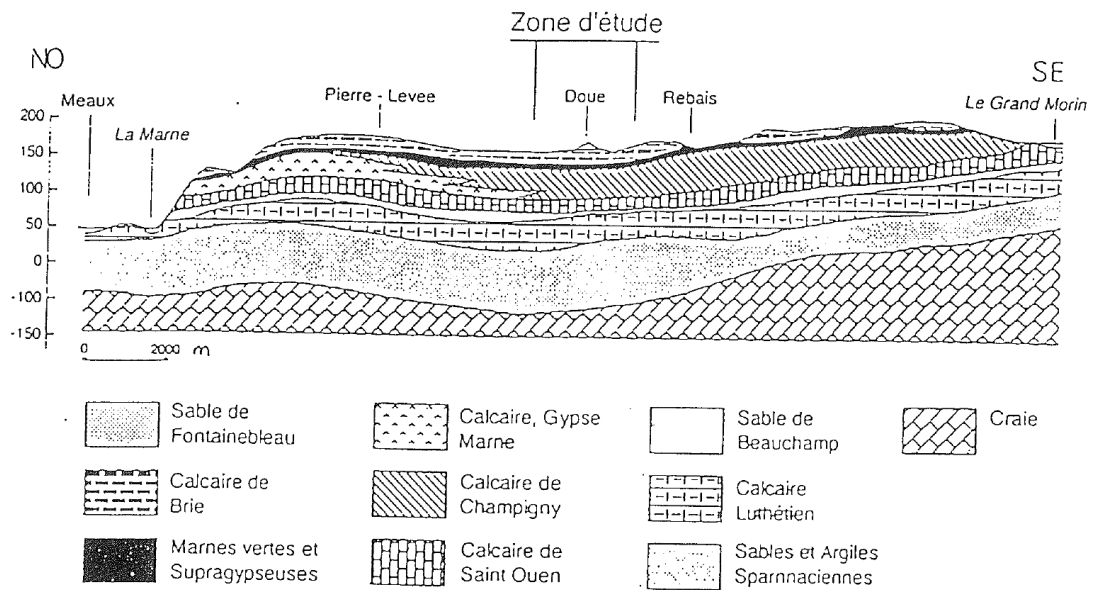 Zone d'étude
NO
SE
Meaux
La Marne
Pierre - Levee
Doue
Rebais
Le Grand Morin
200
150
100
50
0
-50
-100
-150
0 2000 m
Sable de
Fontainebleau
Calcaire, Gypse
Marne
Sable de
Beauchamp
Craie
Calcaire de
Brie
Calcaire de
Champigny
Calcaire
Luthétien
Marnes vertes et
Supragypseuses
Calcaire de
Saint Ouen
Sables et Argiles
Sparnnaciennes